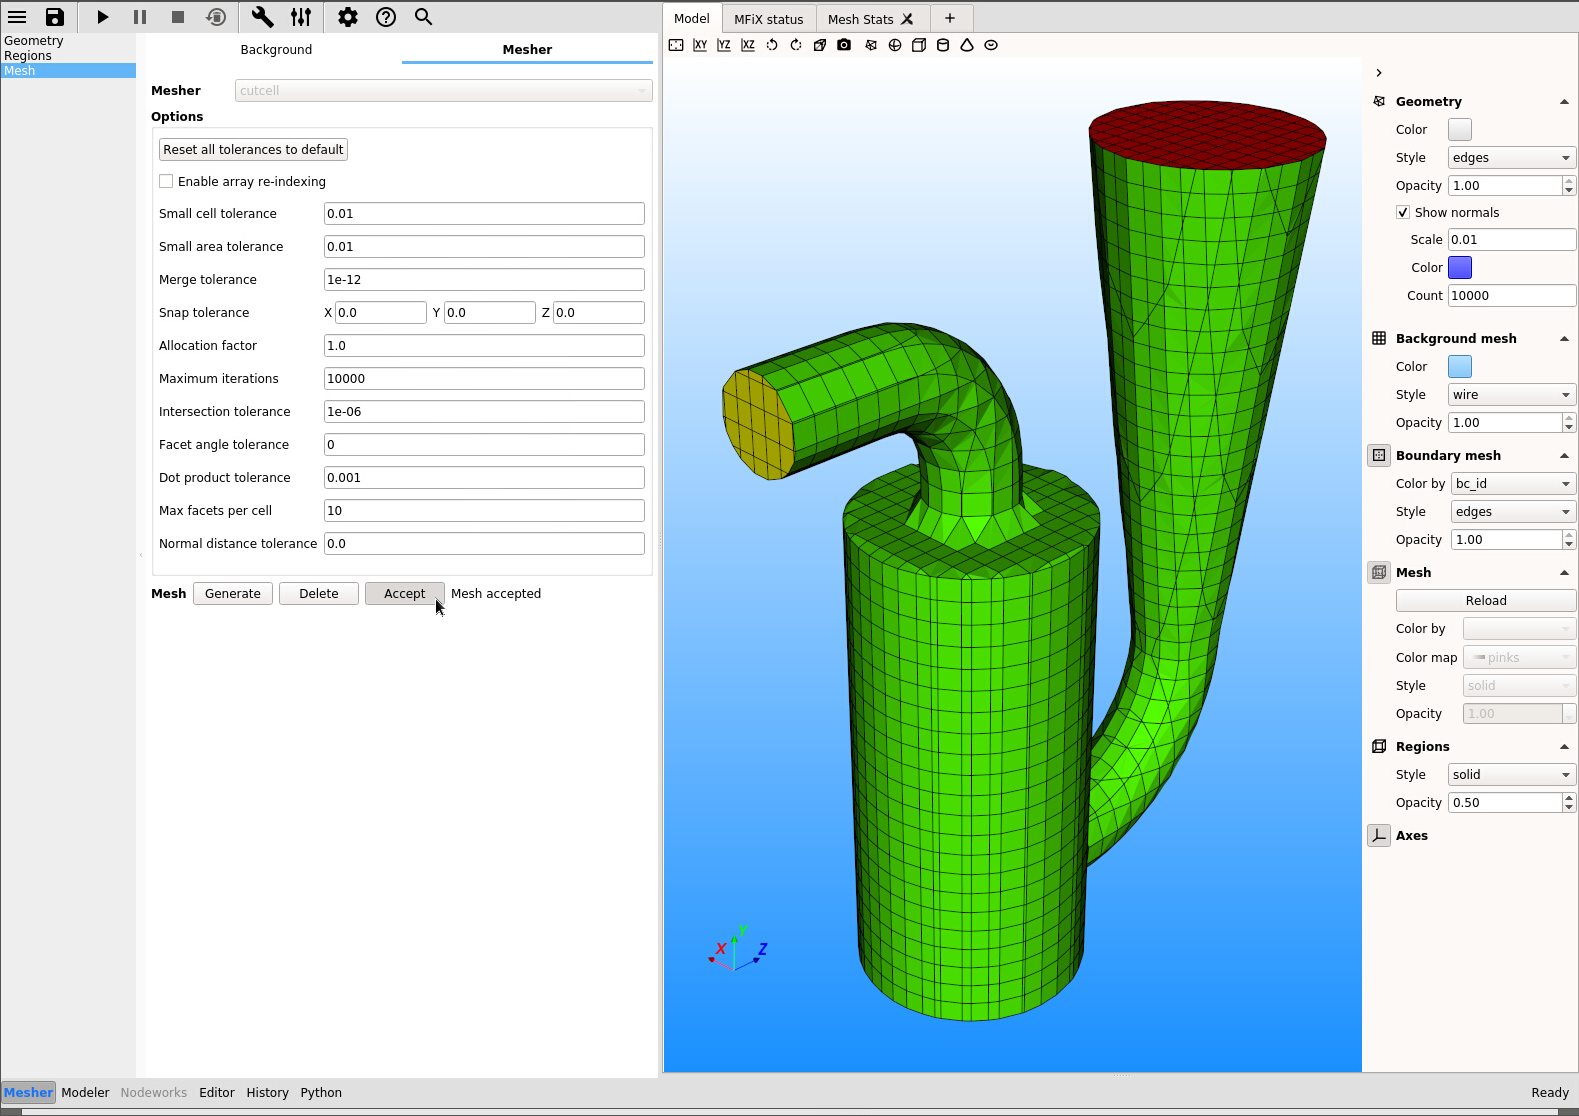 Geometry
Regions
Mesh
Background
Mesher
Mesher cutcell
Options
Reset all tolerances to default
Enable array re-indexing
Small cell tolerance 0.01
Small area tolerance 0.01
Merge tolerance 1e-12
Snap tolerance X 0.0 Y 0.0 Z 0.0
Allocation factor 1.0
Maximum iterations 10000
Intersection tolerance 1e-06
Facet angle tolerance 0
Dot product tolerance 0.001
Max facets per cell 10
Normal distance tolerance 0.0
Mesh Generate Delete Accept Mesh accepted
Model MFiX status Mesh Stats +
XY YZ XZ
Y
X
Z
Geometry
Color
Style edges
Opacity 1.00
Show normals
Scale 0.01
Color
Count 10000
Background mesh
Color
Style wire
Opacity 1.00
Boundary mesh
Color by bc_id
Style edges
Opacity 1.00
Mesh
Reload
Color by
Color map pinks
Style solid
Opacity 1.00
Regions
Style solid
Opacity 0.50
Axes
Mesher Modeler Nodeworks Editor History Python Ready